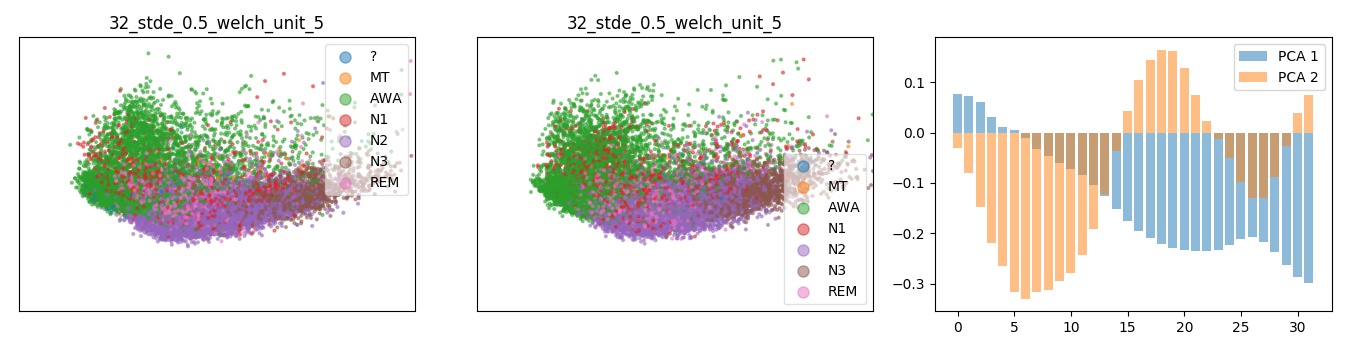 32_stde_0.5_welch_unit_5
?
MT
AWA
N1
N2
N3
REM
32_stde_0.5_welch_unit_5
?
MT
AWA
N1
N2
N3
REM
PCA 1
PCA 2
0.1
0.0
−0.1
−0.2
−0.3
0 5 10 15 20 25 30